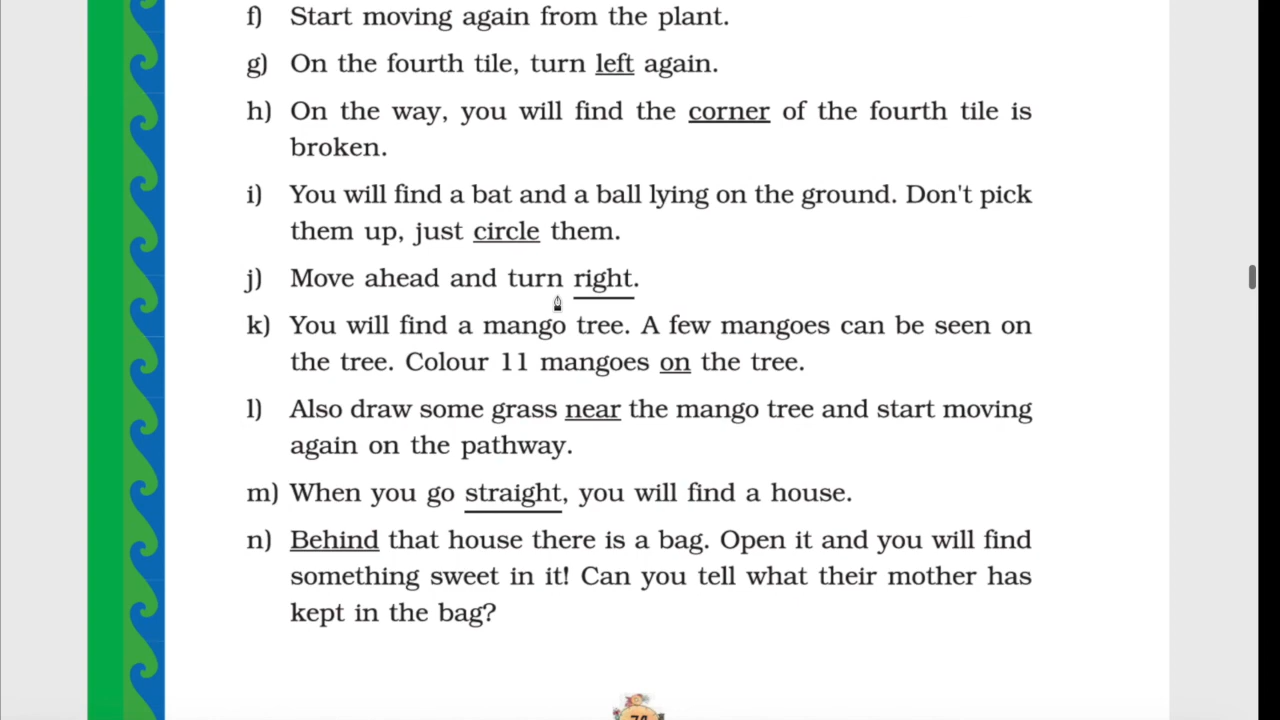 f) Start moving again from the plant.
g) On the fourth tile, turn left again.
h) On the way, you will find the corner of the fourth tile is
broken.
i) You will find a bat and a ball lying on the ground. Don't pick
them up, just circle them.
j) Move ahead and turn right.
k) You will find a mango tree. A few mangoes can be seen on
the tree. Colour 11 mangoes on the tree.
l) Also draw some grass near the mango tree and start moving
again on the pathway.
m) When you go straight, you will find a house.
n) Behind that house there is a bag. Open it and you will find
something sweet in it! Can you tell what their mother has
kept in the bag?